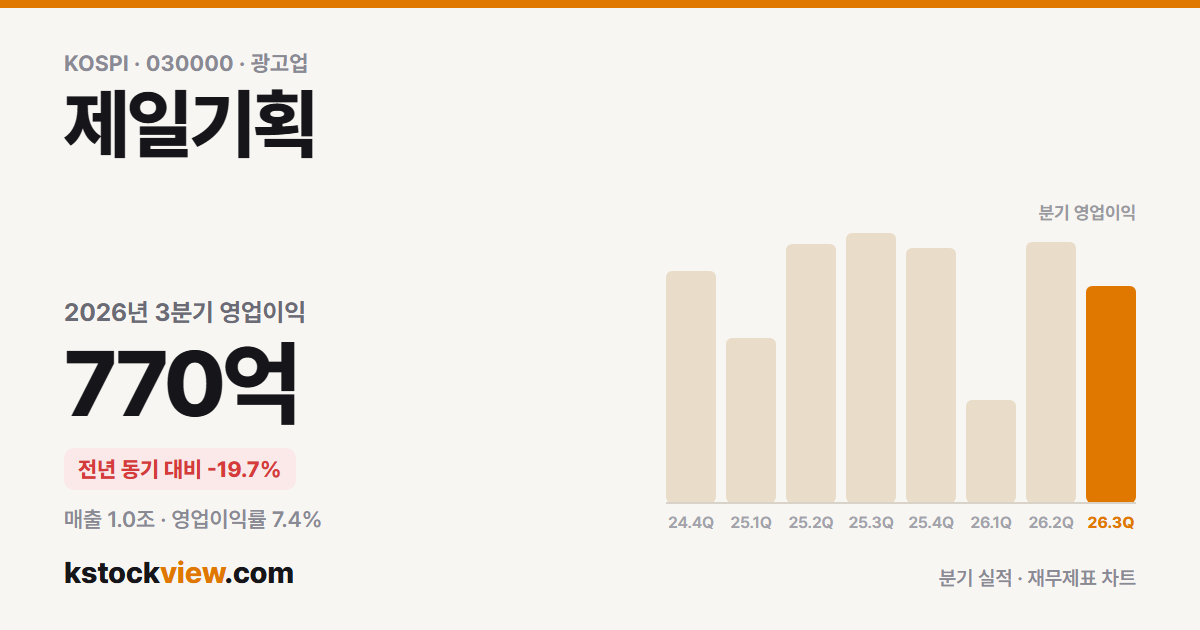 KOSPI · 030000 · 광고업
제일기획
2026년 3분기 영업이익
770억
전년 동기 대비 -19.7%
매출 1.0조 · 영업이익률 7.4%
kstockview.com
분기 영업이익
24.4Q 25.1Q 25.2Q 25.3Q 25.4Q 26.1Q 26.2Q 26.3Q
분기 실적 · 재무제표 차트